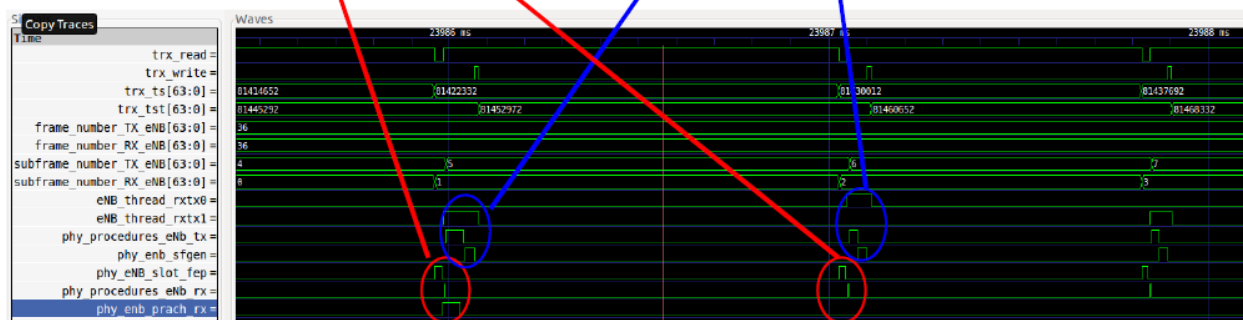 Copy Traces
Waves
Time
23986 ms 23987 ms 23988 ms
trx_read =
trx_write =
trx_ts[63:0] = 81414652 81422332 81437692
trx_tst[63:0] = 81445292 81452972 81460652 81468332
frame_number_TX_eNB[63:0] = 36
frame_number_RX_eNB[63:0] = 36
subframe_number_TX_eNB[63:0] = 4 5 6 7
subframe_number_RX_eNB[63:0] = 0 1 2 3
eNB_thread_rxtx0 =
eNB_thread_rxtx1 =
phy_procedures_eNb_tx =
phy_enb_sfgen =
phy_eNB_slot_fep =
phy_procedures_eNb_rx =
phy_enb_prach_rx =